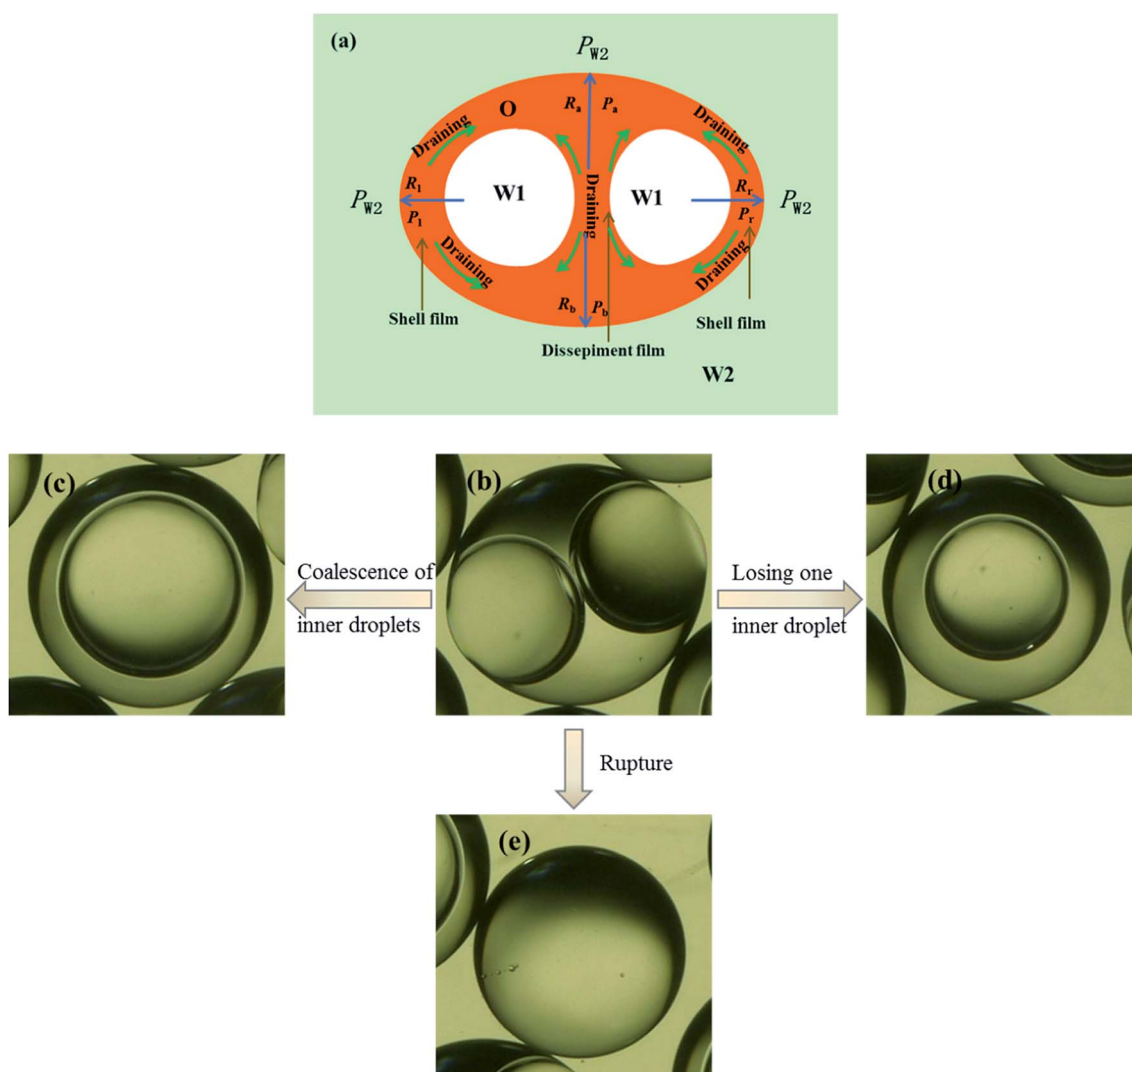 (a)
P_W2
R_a P_a
O
Draining
Draining
R_l
W1
Draining
W1
R_r
P_W2
P_W2
P_l
P_r
Draining
Draining
R_b P_b
Shell film
Shell film
Dissepiment film
W2
(c)
(b)
(d)
Coalescence of
inner droplets
Losing one
inner droplet
Rupture
(e)